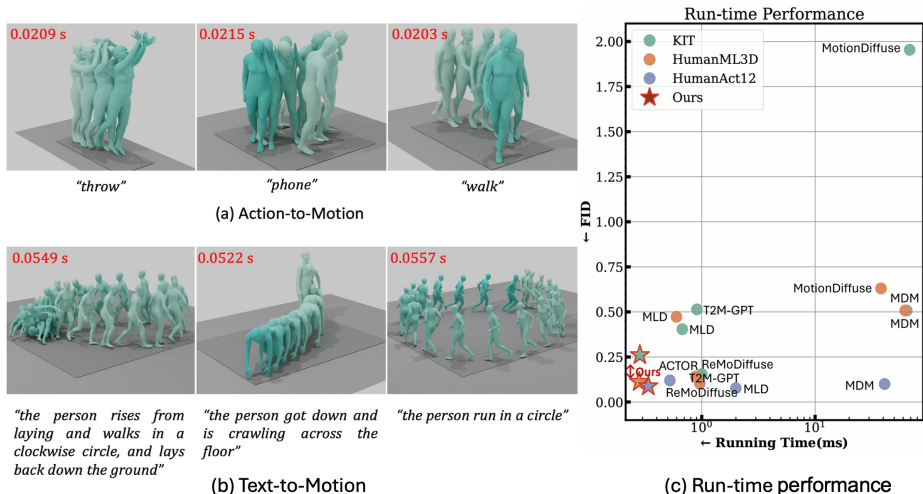 0.0209 s
0.0215 s
0.0203 s
"throw"
"phone"
"walk"
(a) Action-to-Motion
0.0549 s
0.0522 s
0.0557 s
"the person rises from
laying and walks in a
clockwise circle, and lays
back down the ground"
"the person got down and
is crawling across the
floor"
"the person run in a circle"
(b) Text-to-Motion
Run-time Performance
KIT
HumanML3D
HumanAct12
Ours
← FID
2.00
1.75
1.50
1.25
1.00
0.75
0.50
0.25
0.00
MotionDiffuse
MotionDiffuse
MDM
MDM
T2M-GPT
MLD
MLD
ACTOR
ReMoDiffuse
Ours
T2M-GPT
ReMoDiffuse
MLD
MDM
10⁰
10¹
← Running Time(ms)
(c) Run-time performance